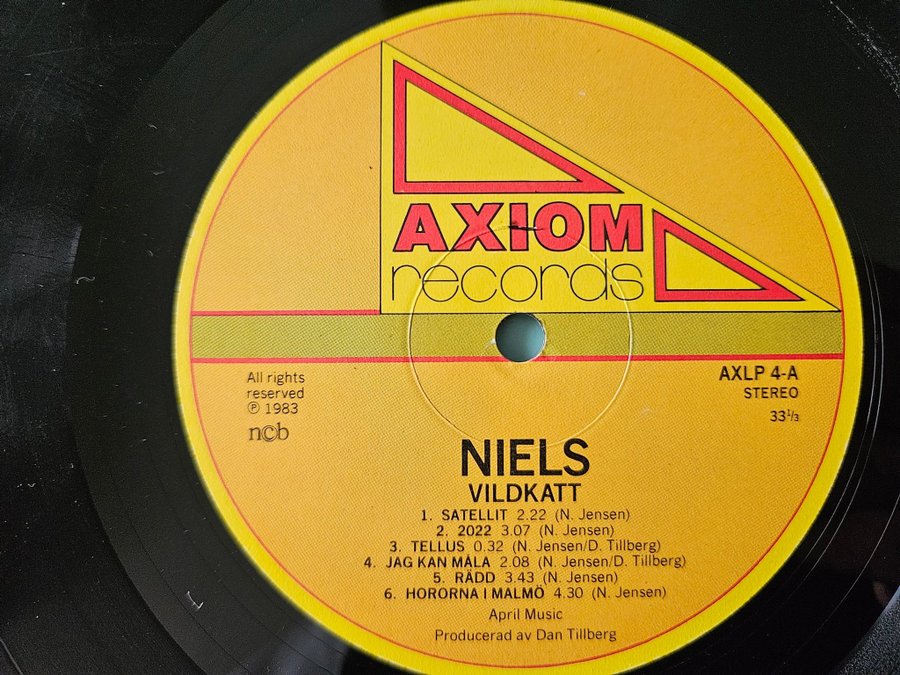 AXIOM
records
All rights
reserved
℗ 1983
ncb
AXLP 4-A
STEREO
33 1/3
NIELS
VILDKATT
1. SATELLIT 2.22 (N. Jensen)
2. 2022 3.07 (N. Jensen)
3. TELLUS 0.32 (N. Jensen/D. Tillberg)
4. JAG KAN MÅLA 2.08 (N. Jensen/D. Tillberg)
5. RÄDD 3.43 (N. Jensen)
6. HORORNA I MALMÖ 4.30 (N. Jensen)
April Music
Producerad av Dan Tillberg